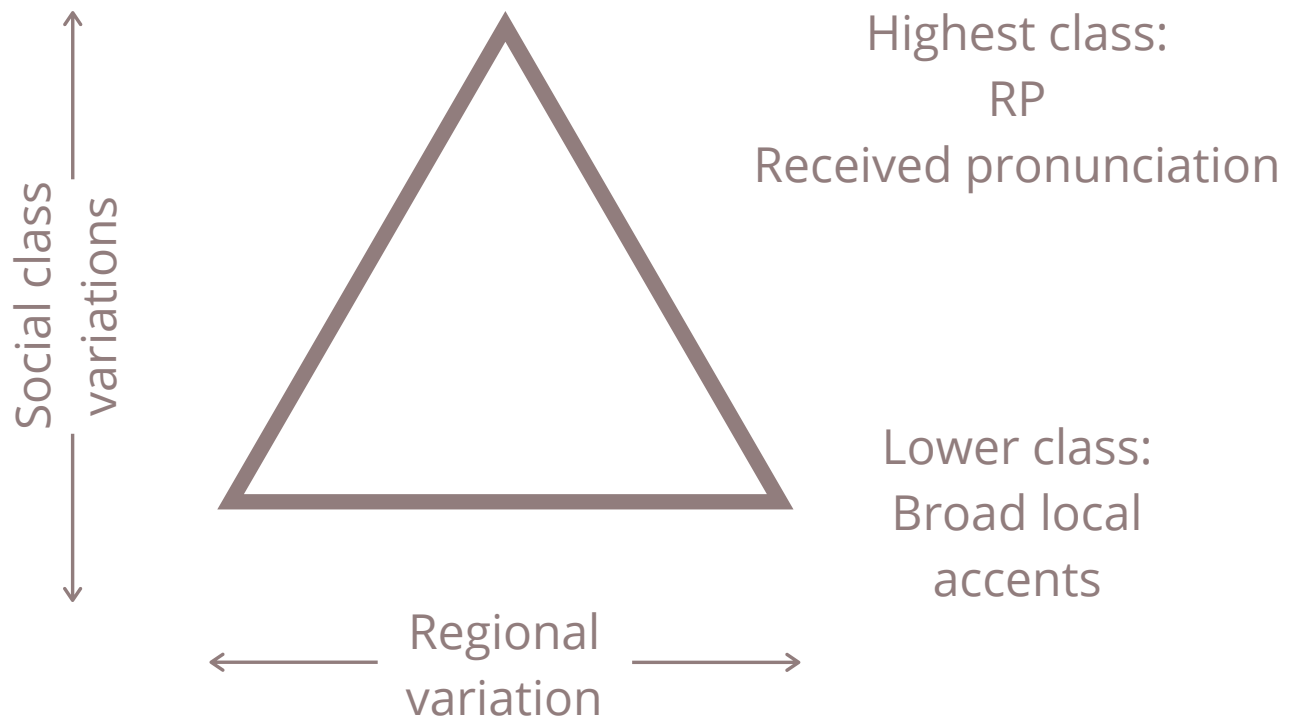 Social class
variations
Highest class:
RP
Received pronunciation
Lower class:
Broad local
accents
Regional
variation